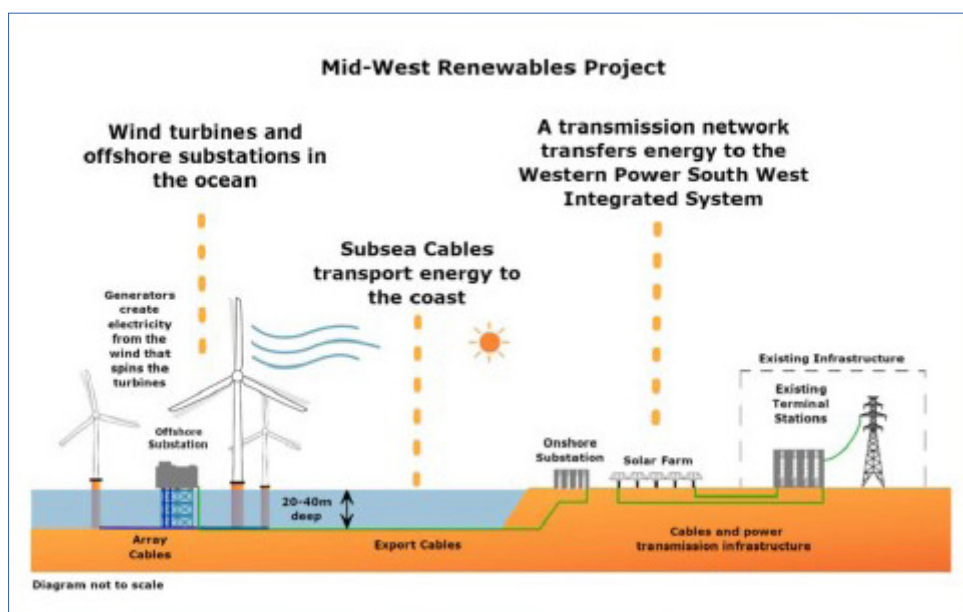 Mid-West Renewables Project
Wind turbines and
offshore substations in
the ocean
A transmission network
transfers energy to the
Western Power South West
Integrated System
Subsea Cables
transport energy to
the coast
Generators
create
electricity
from the
wind that
spins the
turbines
Offshore
Substation
Existing Infrastructure
Existing
Terminal
Stations
Onshore
Substation
Solar Farm
20-40m
deep
Array
Cables
Export Cables
Cables and power
transmission infrastructure
Diagram not to scale